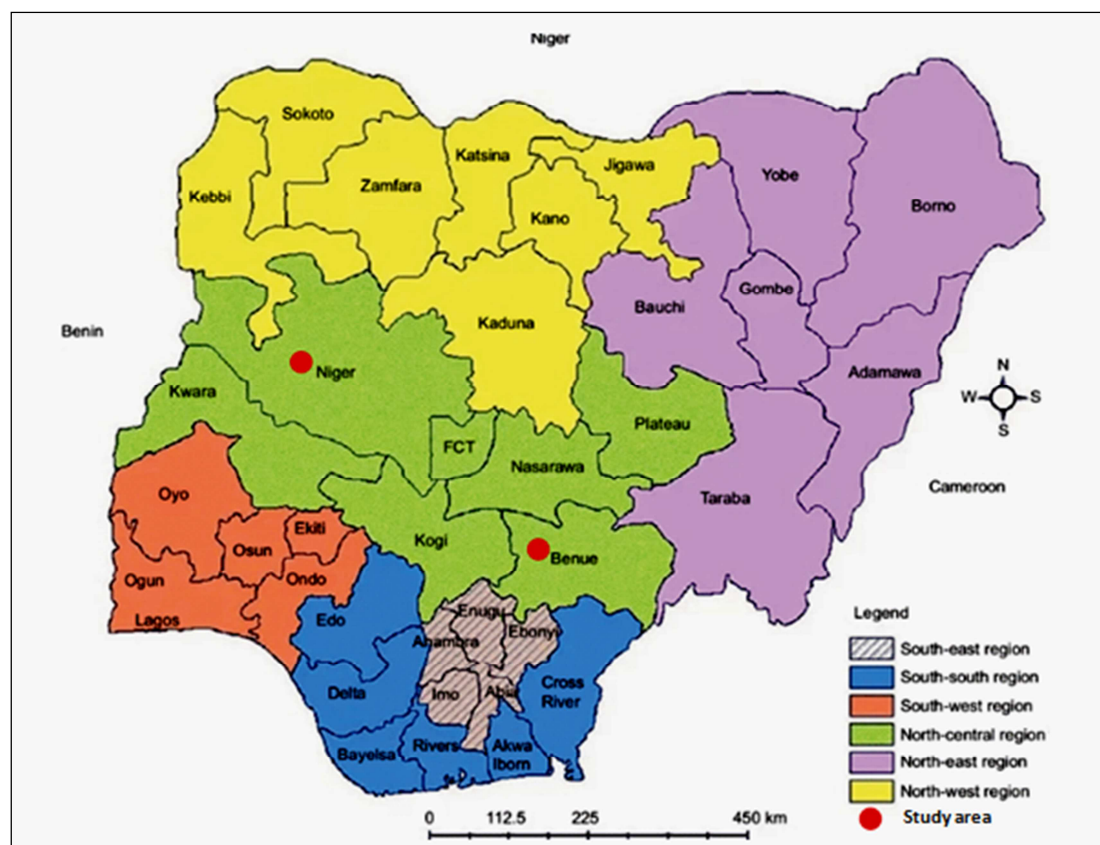 Niger
Sokoto
Katsina
Jigawa
Yobe
Zamfara
Kebbi
Kano
Borno
Gombe
Bauchi
Kaduna
Benin
Niger
Adamawa
N
W S
S
Kwara
Plateau
FCT
Nasarawa
Taraba
Cameroon
Oyo
Ekiti
Osun
Kogi
Benue
Ogun
Ondo
Lagos
Edo
Enugu
Ebonyi
Anambra
Delta
Imo
Abia
Cross
River
Bayelsa
Rivers
Akwa
Iborn
Legend
South-east region
South-south region
South-west region
North-central region
North-east region
North-west region
Study area
0 112.5 225 450 km